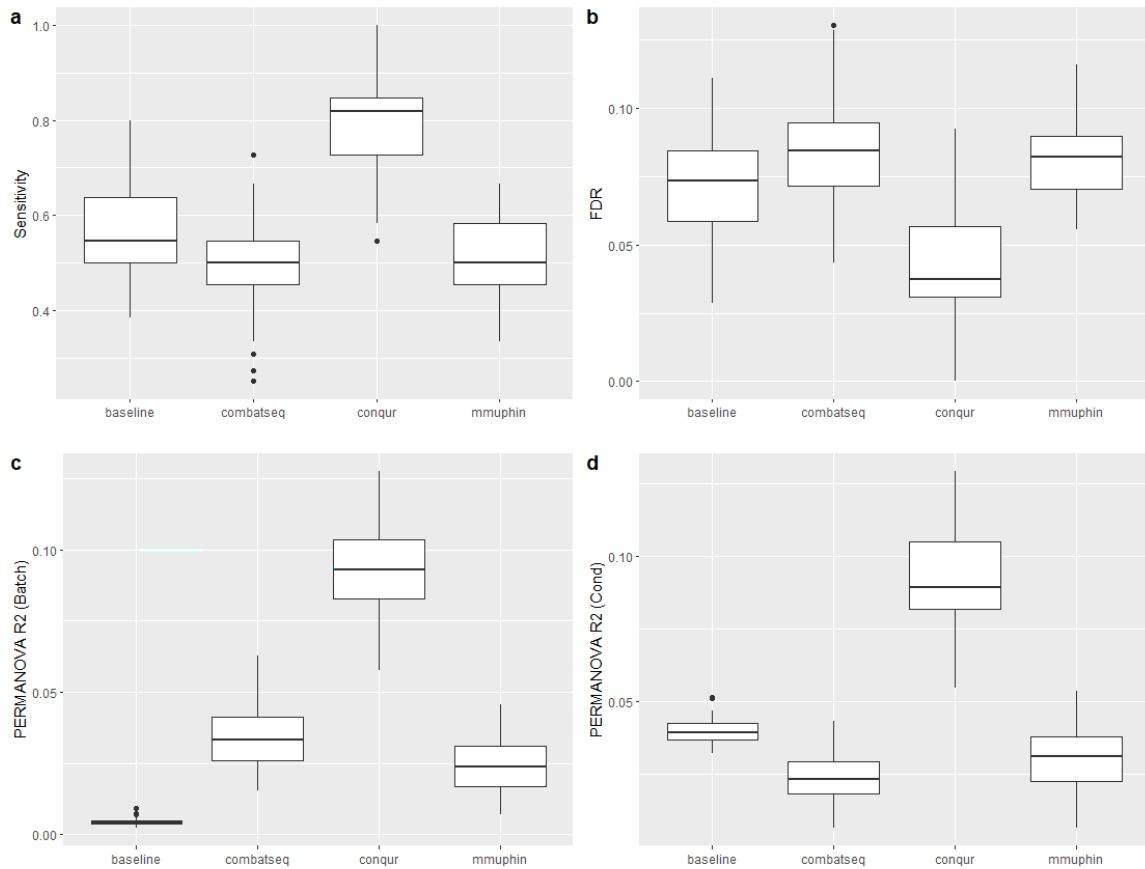 a
Sensitivity
1.0
0.8
0.6
0.4
baseline combatseq conqur mmuphin
b
FDR
0.10
0.05
0.00
baseline combatseq conqur mmuphin
c
PERMANOVA R2 (Batch)
0.10
0.05
0.00
baseline combatseq conqur mmuphin
d
PERMANOVA R2 (Cond)
0.10
0.05
baseline combatseq conqur mmuphin